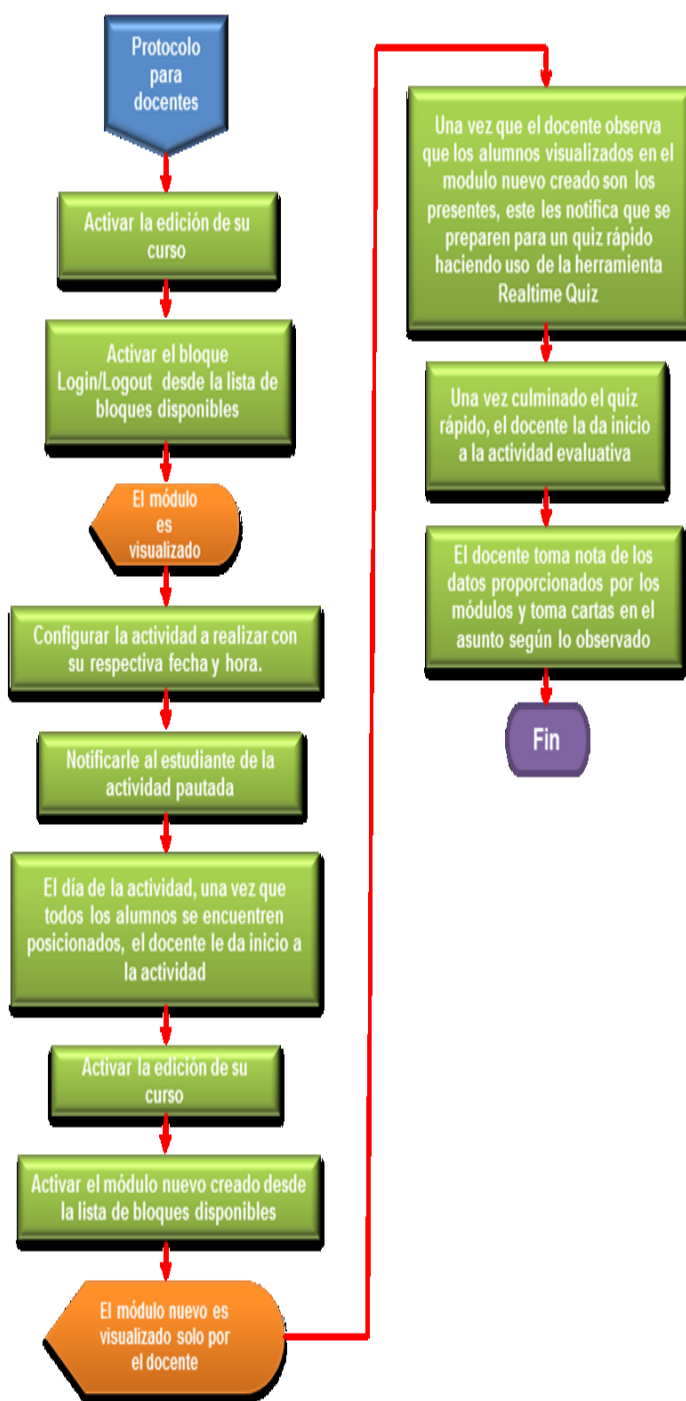 Protocolo
para
docentes
Activar la edición de su
curso
Activar el bloque
Login/Logout desde la lista de
bloques disponibles
El módulo
es
visualizado
Configurar la actividad a realizar con
su respectiva fecha y hora.
Notificarle al estudiante de la
actividad pautada
El día de la actividad, una vez que
todos los alumnos se encuentren
posicionados, el docente le da inicio a
la actividad
Activar la edición de su
curso
Activar el módulo nuevo creado desde
la lista de bloques disponibles
El módulo nuevo es
visualizado solo por
el docente
Una vez que el docente observa
que los alumnos visualizados en el
modulo nuevo creado son los
presentes, este les notifica que se
preparen para un quiz rápido
haciendo uso de la herramienta
Realtime Quiz
Una vez culminado el quiz
rápido, el docente la da inicio
a la actividad evaluativa
El docente toma nota de los
datos proporcionados por los
módulos y toma cartas en el
asunto según lo observado
Fin